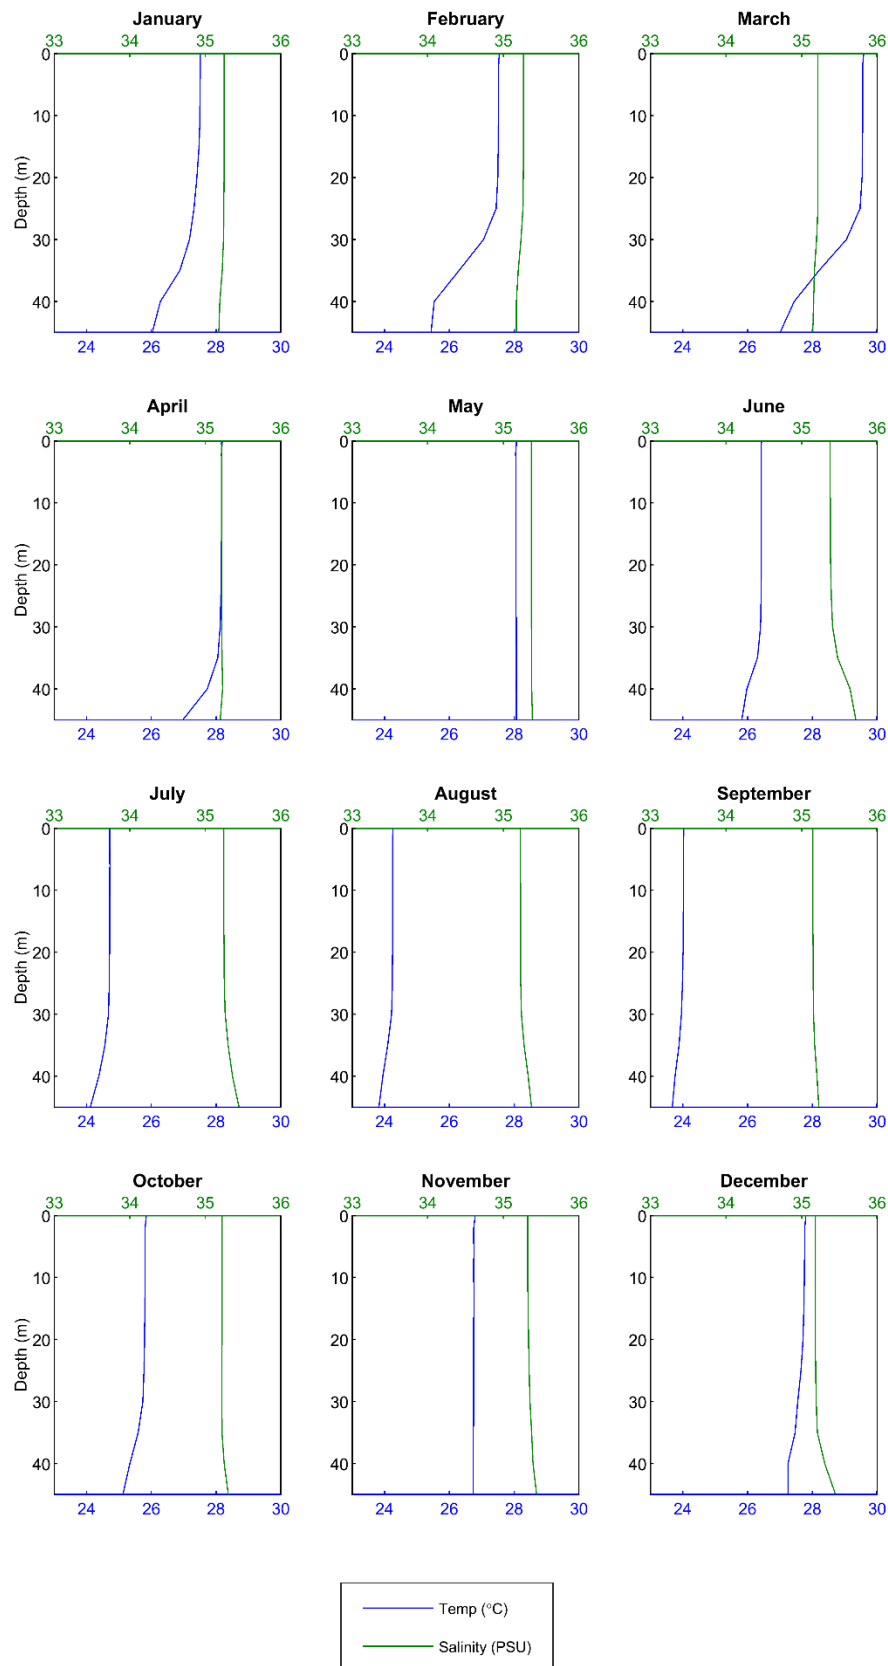 January February March
33 34 35 36 33 34 35 36 33 34 35 36
0 0 0
10 10 10
20 20 20
30 30 30
40 40 40
Depth (m)
24 26 28 30 24 26 28 30 24 26 28 30
April May June
33 34 35 36 33 34 35 36 33 34 35 36
0 0 0
10 10 10
20 20 20
30 30 30
40 40 40
Depth (m)
24 26 28 30 24 26 28 30 24 26 28 30
July August September
33 34 35 36 33 34 35 36 33 34 35 36
0 0 0
10 10 10
20 20 20
30 30 30
40 40 40
Depth (m)
24 26 28 30 24 26 28 30 24 26 28 30
October November December
33 34 35 36 33 34 35 36 33 34 35 36
0 0 0
10 10 10
20 20 20
30 30 30
40 40 40
Depth (m)
24 26 28 30 24 26 28 30 24 26 28 30
Temp (°C)
Salinity (PSU)